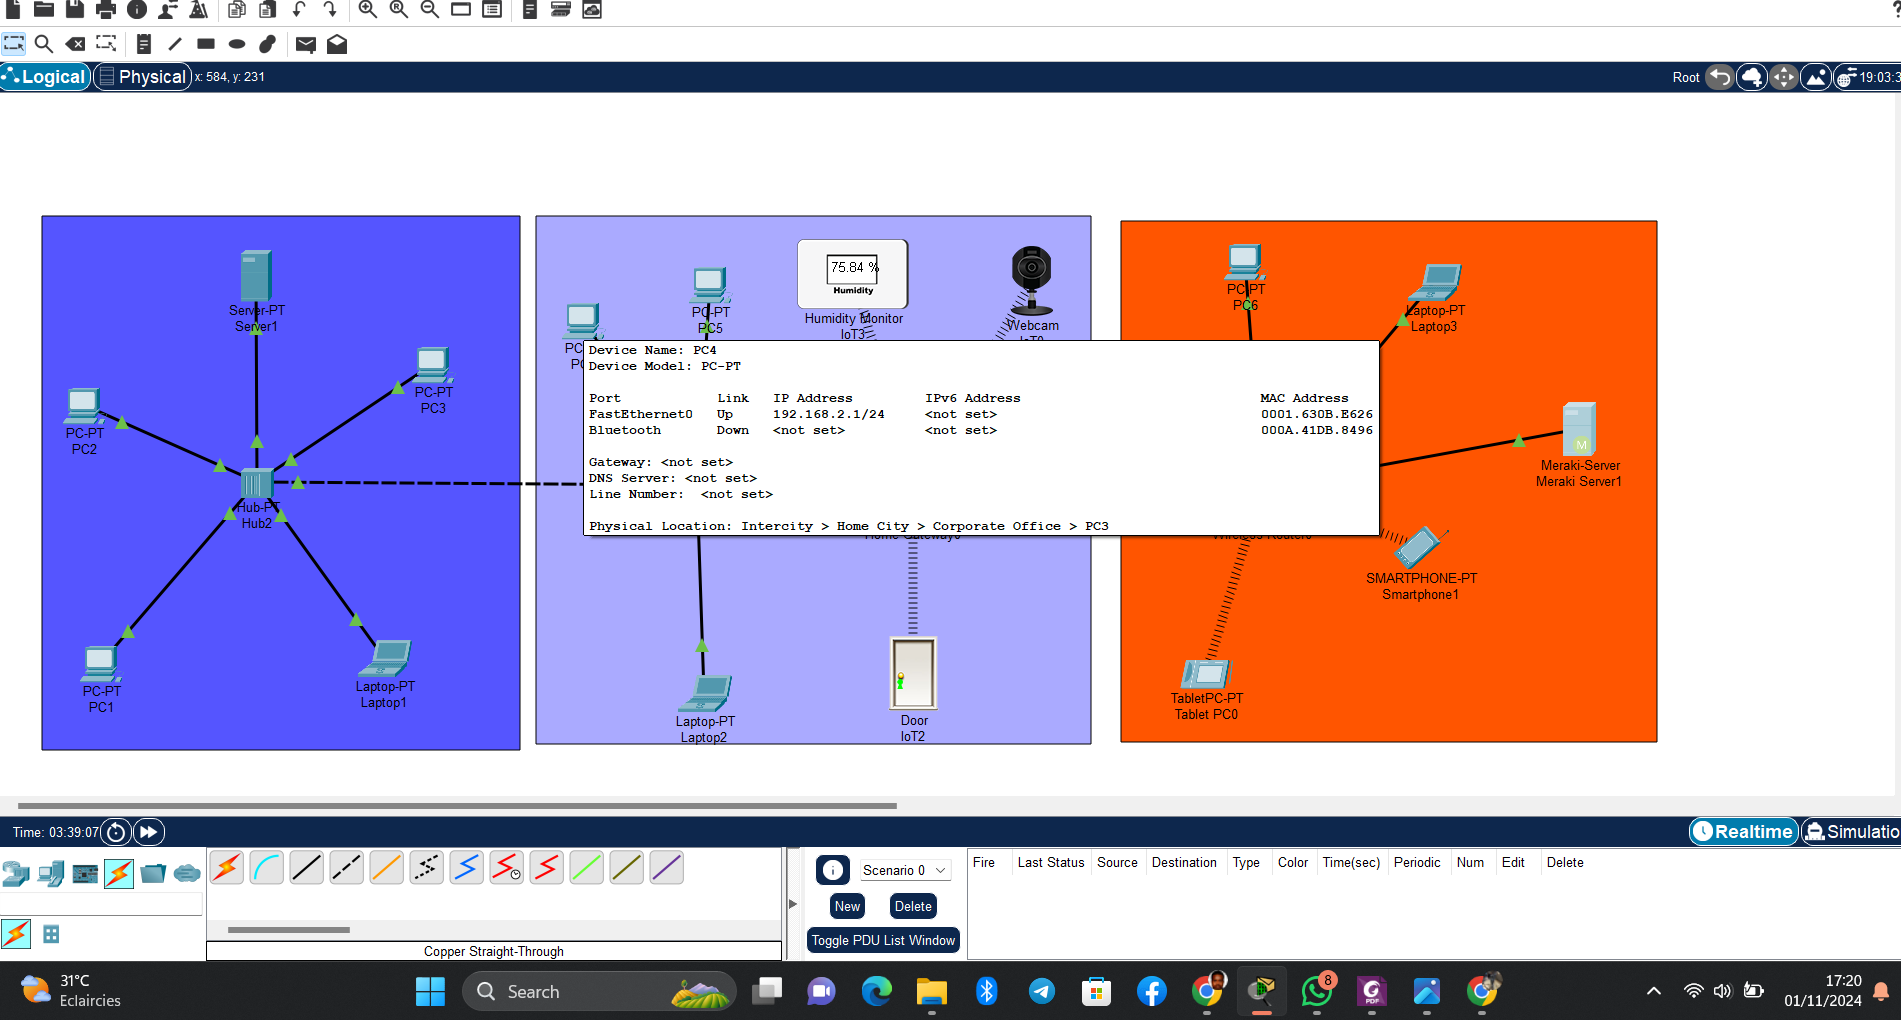 Logical
Physical
x: 584, y: 231
Root
19:03:3
Server-PT
Server1
PC-PT
PC3
PC-PT
PC2
Hub-PT
Hub2
PC-PT
PC1
Laptop-PT
Laptop1
PC-PT
PC5
75.84 %
Humidity
Humidity Monitor
IoT3
Webcam
IoT0
PC
P
PC-PT
PC6
Laptop-PT
Laptop3
Device Name: PC4
Device Model: PC-PT
Port Link IP Address IPv6 Address MAC Address
FastEthernet0 Up 192.168.2.1/24 <not set> 0001.630B.E626
Bluetooth Down <not set> <not set> 000A.41DB.8496
Gateway: <not set>
DNS Server: <not set>
Line Number: <not set>
Physical Location: Intercity > Home City > Corporate Office > PC3
Home Gateway0
Wireless Router0
M
Meraki-Server
Meraki Server1
SMARTPHONE-PT
Smartphone1
TabletPC-PT
Tablet PC0
Laptop-PT
Laptop2
Door
IoT2
Time: 03:39:07
Realtime
Simulatio
Scenario 0
New
Delete
Toggle PDU List Window
Fire Last Status Source Destination Type Color Time(sec) Periodic Num Edit Delete
Copper Straight-Through
31°C
Eclaircies
Search
8
PDF
17:20
01/11/2024